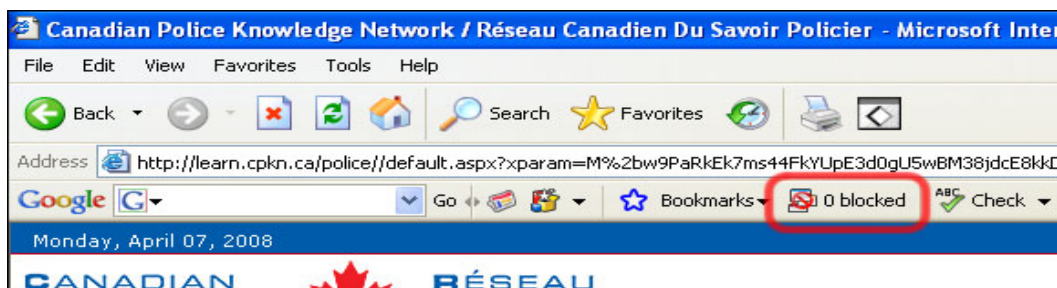 Canadian Police Knowledge Network / Réseau Canadien Du Savoir Policier - Microsoft Inter
File Edit View Favorites Tools Help
Back Search Favorites
Address http://learn.cpkn.ca/police//default.aspx?xparam=M%2bw9PaRkEk7ms44FkYUpE3d0gU5wBM38jdcE8kkD
Google G Go Bookmarks 0 blocked ABC Check
Monday, April 07, 2008
CANADIAN RÉSEAU